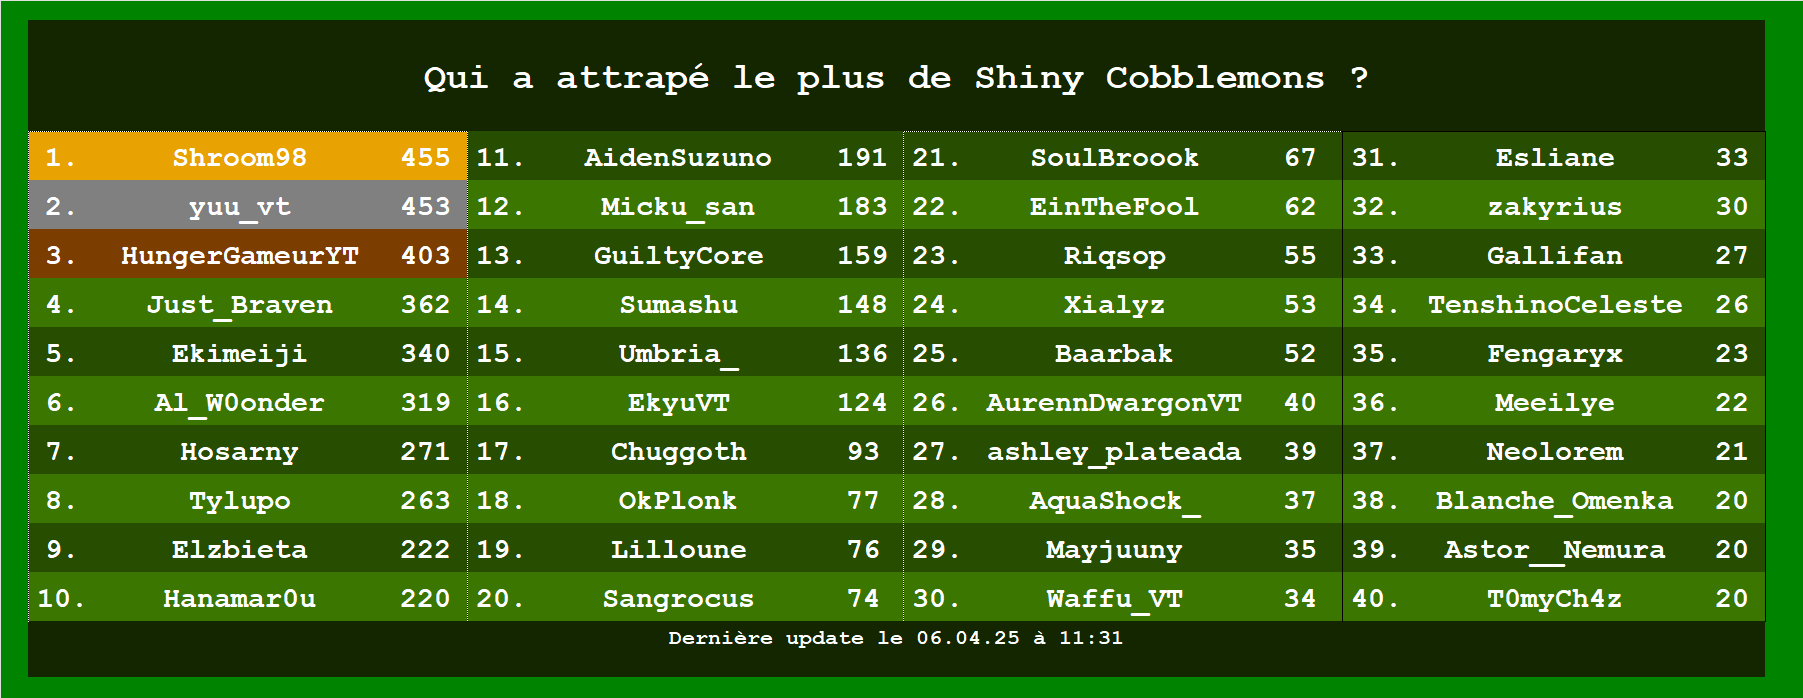 Qui a attrapé le plus de Shiny Cobblemons ?
1. Shroom98 455
2. yuu_vt 453
3. HungerGameurYT 403
4. Just_Braven 362
5. Ekimeiji 340
6. Al_W0onder 319
7. Hosarny 271
8. Tylupo 263
9. Elzbieta 222
10. Hanamar0u 220
11. AidenSuzuno 191
12. Micku_san 183
13. GuiltyCore 159
14. Sumashu 148
15. Umbria_ 136
16. EkyuVT 124
17. Chuggoth 93
18. OkPlonk 77
19. Lilloune 76
20. Sangrocus 74
21. SoulBroook 67
22. EinTheFool 62
23. Riqsop 55
24. Xialyz 53
25. Baarbak 52
26. AurennDwargonVT 40
27. ashley_plateada 39
28. AquaShock_ 37
29. Mayjuuny 35
30. Waffu_VT 34
31. Esliane 33
32. zakyrius 30
33. Gallifan 27
34. TenshinoCeleste 26
35. Fengaryx 23
36. Meeilye 22
37. Neolorem 21
38. Blanche_Omenka 20
39. Astor__Nemura 20
40. T0myCh4z 20
Dernière update le 06.04.25 à 11:31